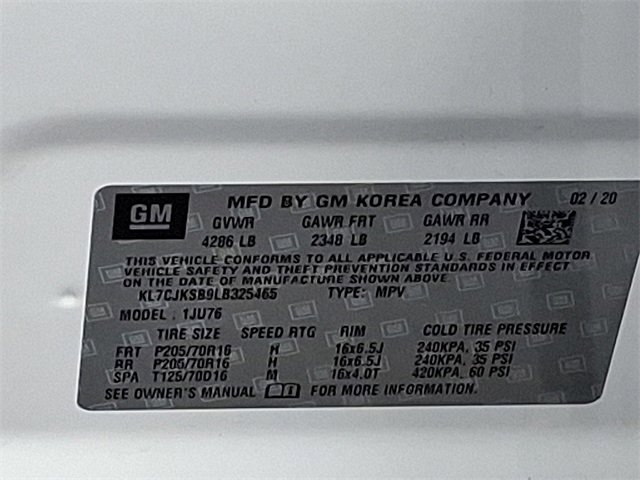 GM MFD BY GM KOREA COMPANY 02 / 20
GVWR GAWR FRT GAWR RR
4286 LB 2348 LB 2194 LB
THIS VEHICLE CONFORMS TO ALL APPLICABLE U.S. FEDERAL MOTOR
VEHICLE SAFETY AND THEFT PREVENTION STANDARDS IN EFFECT
ON THE DATE OF MANUFACTURE SHOWN ABOVE.
KL7CJKSB9LB325465 TYPE: MPV
MODEL : 1JU76
TIRE SIZE SPEED RTG RIM COLD TIRE PRESSURE
FRT P205/70R16 H 16x6.5J 240KPA, 35 PSI
RR P205/70R16 H 16x6.5J 240KPA, 35 PSI
SPA T125/70D16 M 16x4.0T 420KPA, 60 PSI
SEE OWNER'S MANUAL FOR MORE INFORMATION.